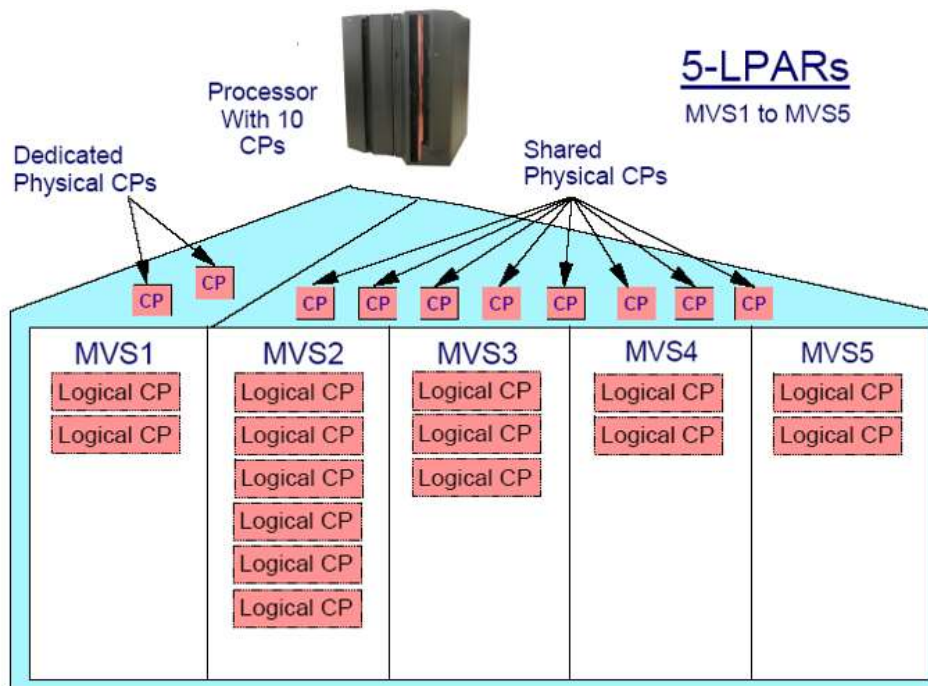 5-LPARs
MVS1 to MVS5
Processor
With 10
CPs
Dedicated
Physical CPs
Shared
Physical CPs
CP
CP
CP
CP
CP
CP
CP
CP
CP
CP
MVS1
Logical CP
Logical CP
MVS2
Logical CP
Logical CP
Logical CP
Logical CP
Logical CP
Logical CP
MVS3
Logical CP
Logical CP
Logical CP
MVS4
Logical CP
Logical CP
MVS5
Logical CP
Logical CP